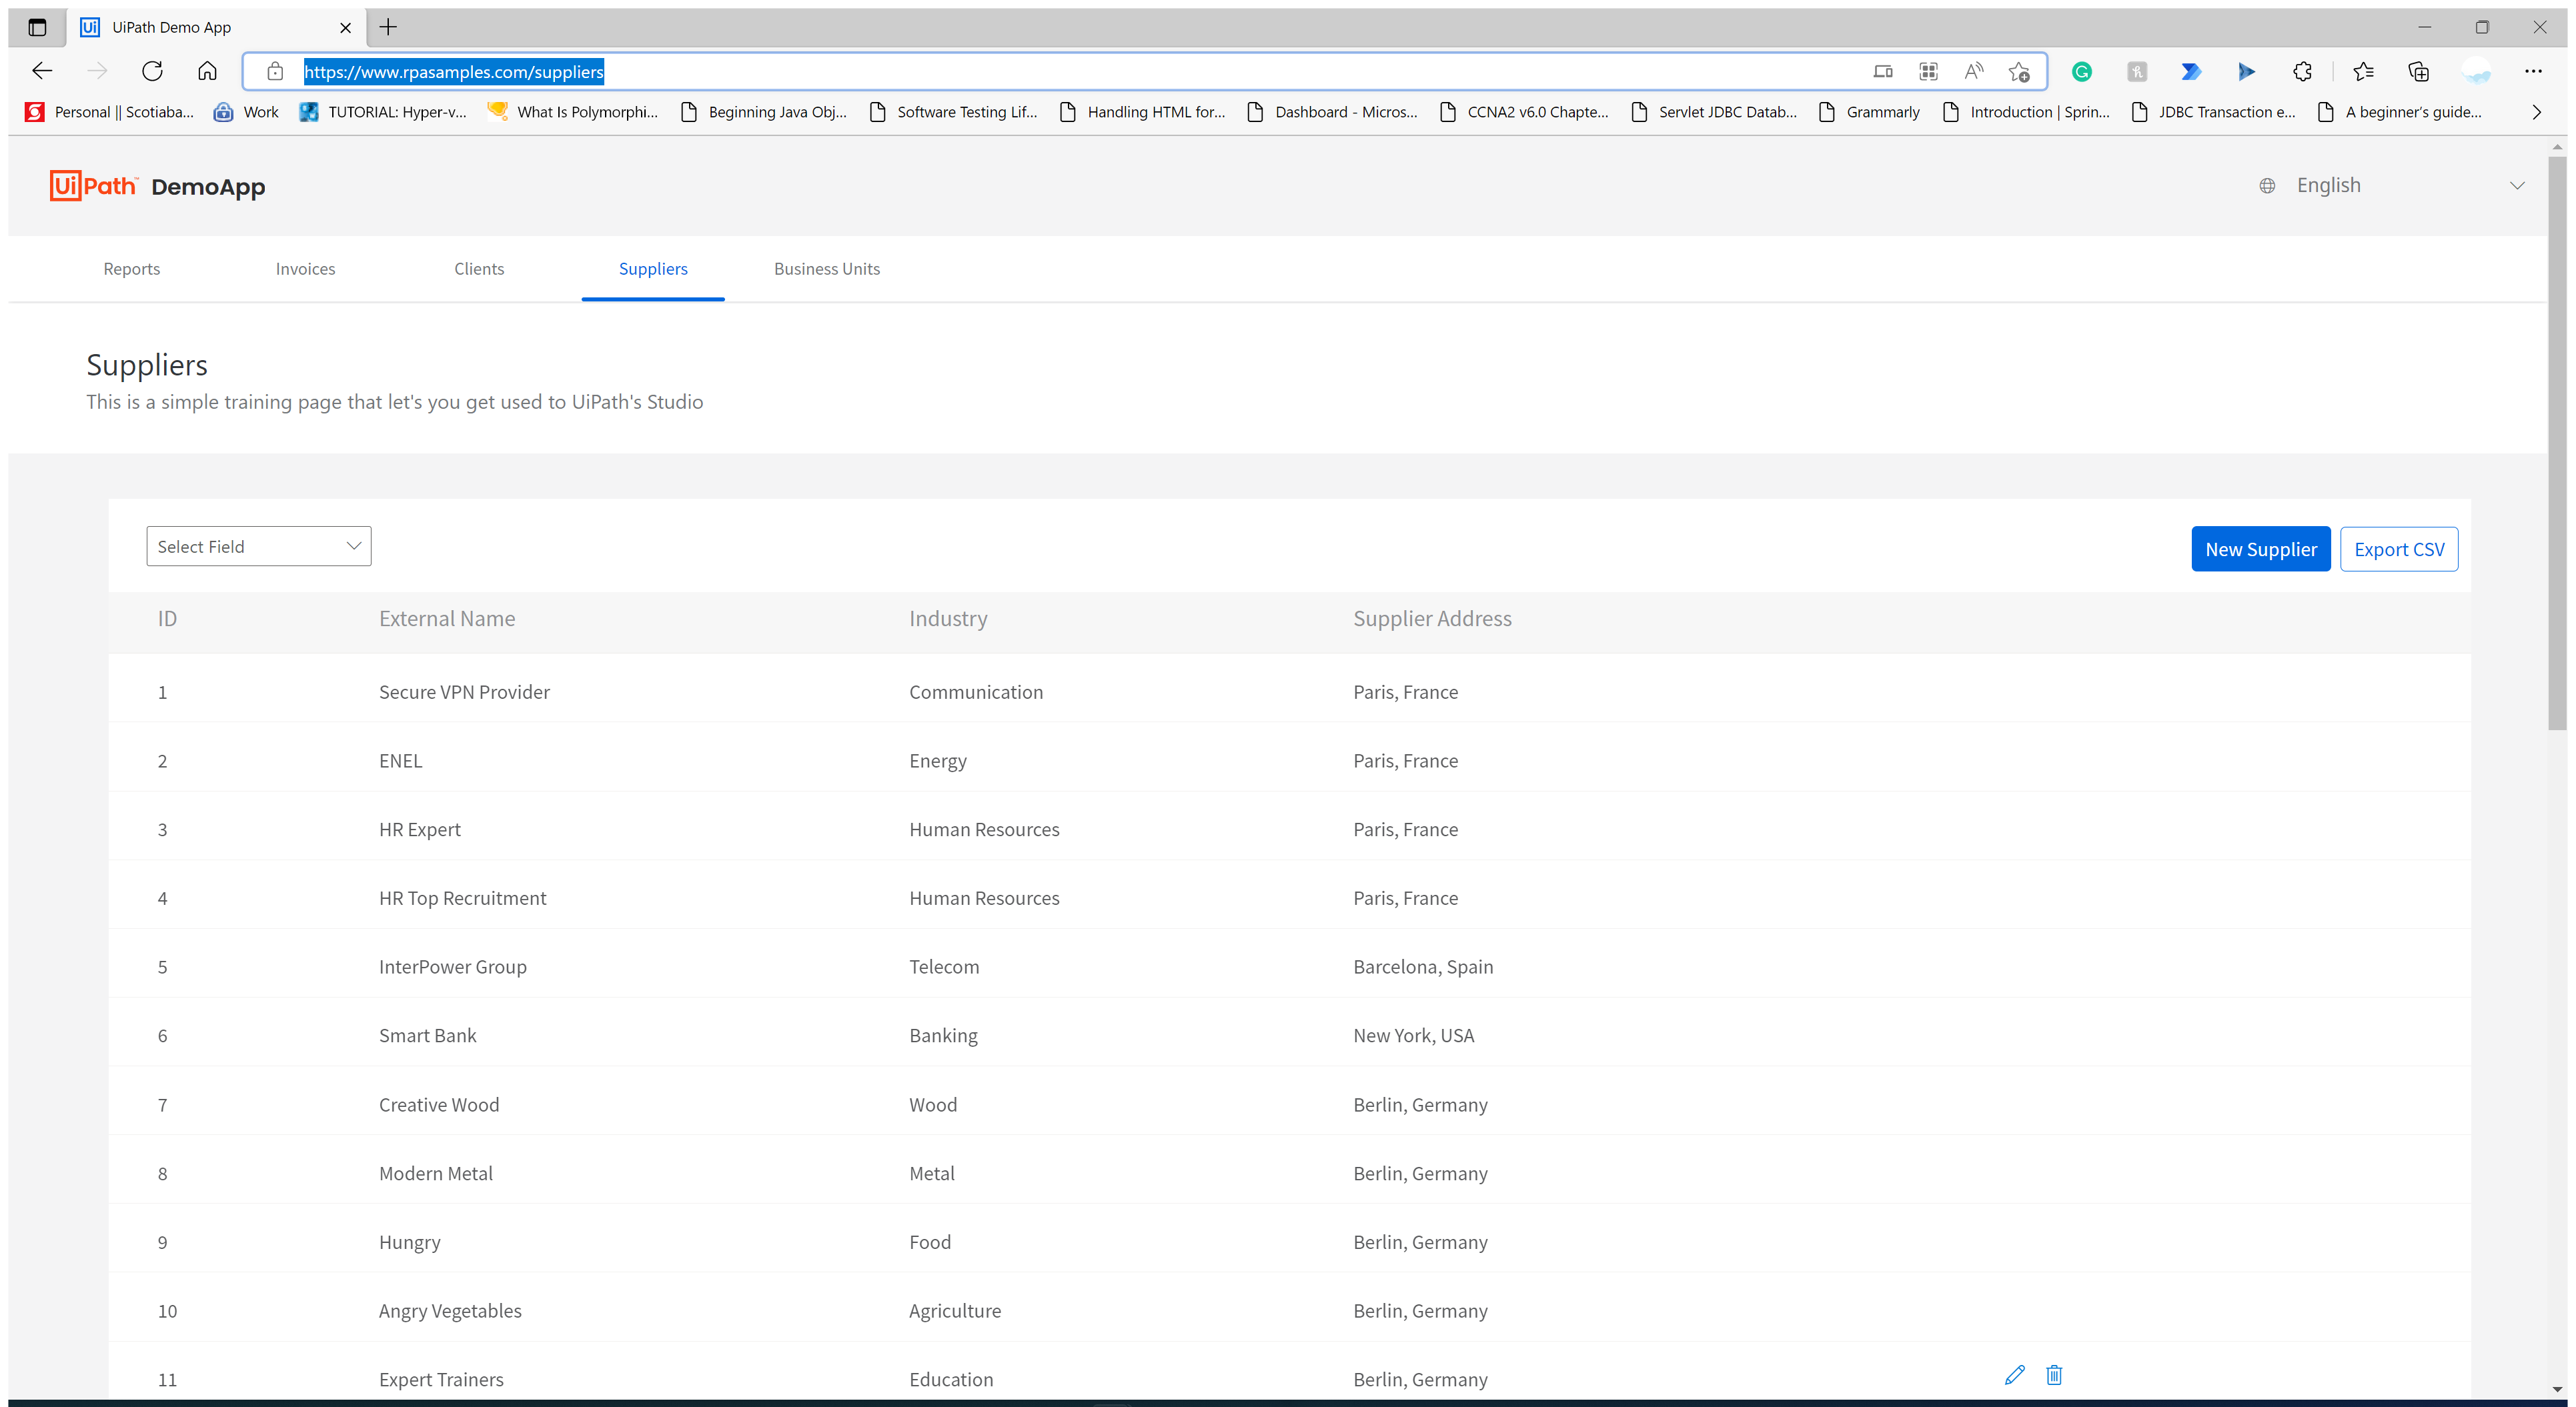 UiPath Demo App
https://www.rpasamples.com/suppliers
Personal || Scotiaba... Work TUTORIAL: Hyper-v... What Is Polymorphi... Beginning Java Obj... Software Testing Lif... Handling HTML for... Dashboard - Micros... CCNA2 v6.0 Chapte... Servlet JDBC Datab... Grammarly Introduction | Sprin... JDBC Transaction e... A beginner's guide...
UiPath™ DemoApp English
Reports Invoices Clients Suppliers Business Units
Suppliers
This is a simple training page that let's you get used to UiPath's Studio
Select Field New Supplier Export CSV
ID External Name Industry Supplier Address
1 Secure VPN Provider Communication Paris, France
2 ENEL Energy Paris, France
3 HR Expert Human Resources Paris, France
4 HR Top Recruitment Human Resources Paris, France
5 InterPower Group Telecom Barcelona, Spain
6 Smart Bank Banking New York, USA
7 Creative Wood Wood Berlin, Germany
8 Modern Metal Metal Berlin, Germany
9 Hungry Food Berlin, Germany
10 Angry Vegetables Agriculture Berlin, Germany
11 Expert Trainers Education Berlin, Germany